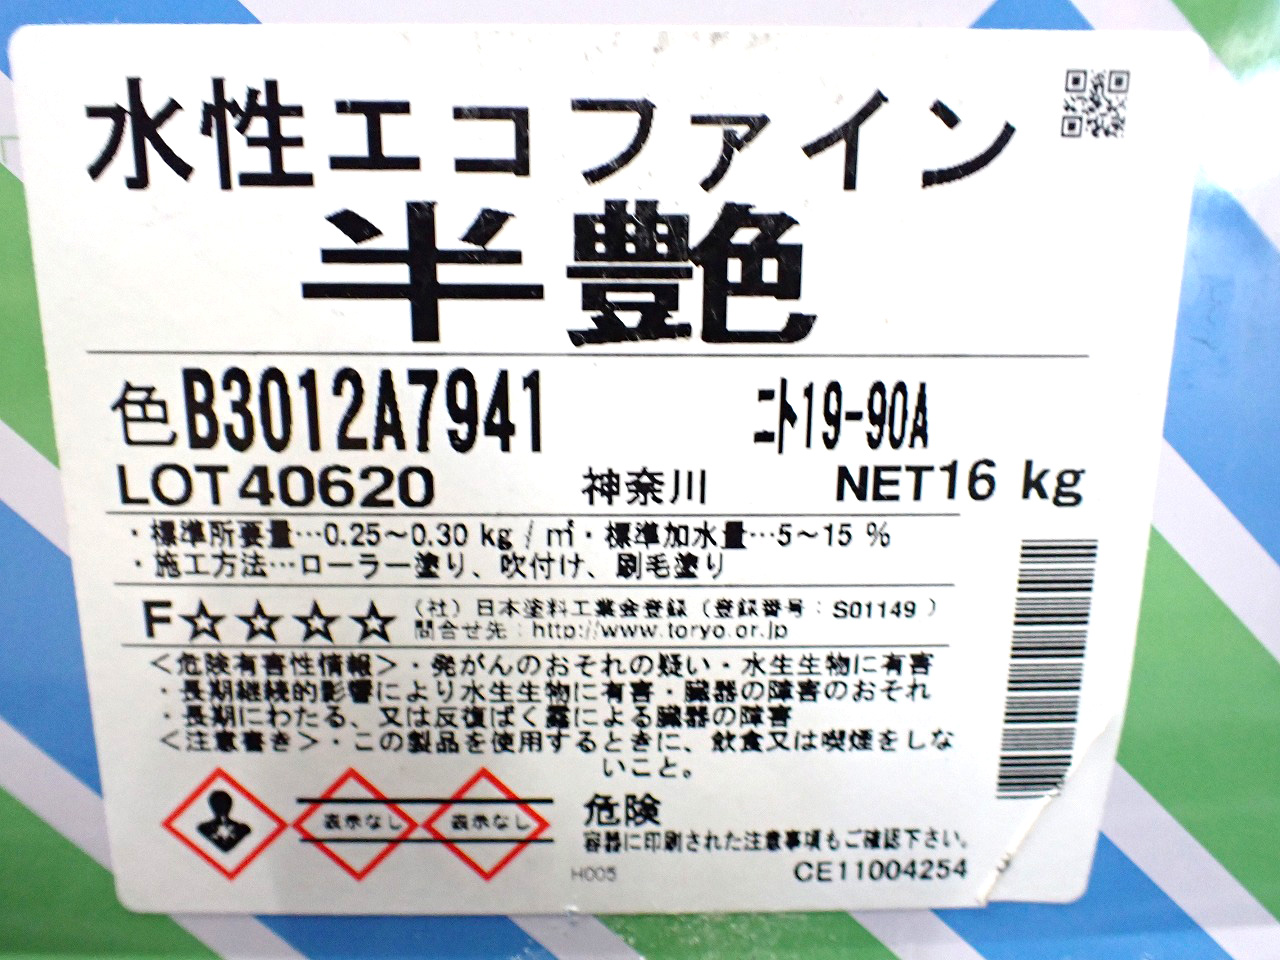 水性エコファイン
半艶
色B3012A7941 ニト19-90A
LOT40620 神奈川 NET16 kg
・標準所要量…0.25～0.30 kg / ㎡・標準加水量…5～15 %
・施工方法…ローラー塗り、吹付け、刷毛塗り
F☆☆☆☆ （社）日本塗料工業会登録（登録番号：S01149 ）
問合せ先：http://www.toryo.or.jp
＜危険有害性情報＞・発がんのおそれの疑い・水生生物に有害
・長期継続的影響により水生生物に有害・臓器の障害のおそれ
・長期にわたる、又は反復ばく露による臓器の障害
＜注意書き＞・この製品を使用するときに、飲食又は喫煙をしな
いこと。
表示なし 表示なし
危険
容器に印刷された注意事項もご確認下さい。
H005 CE11004254